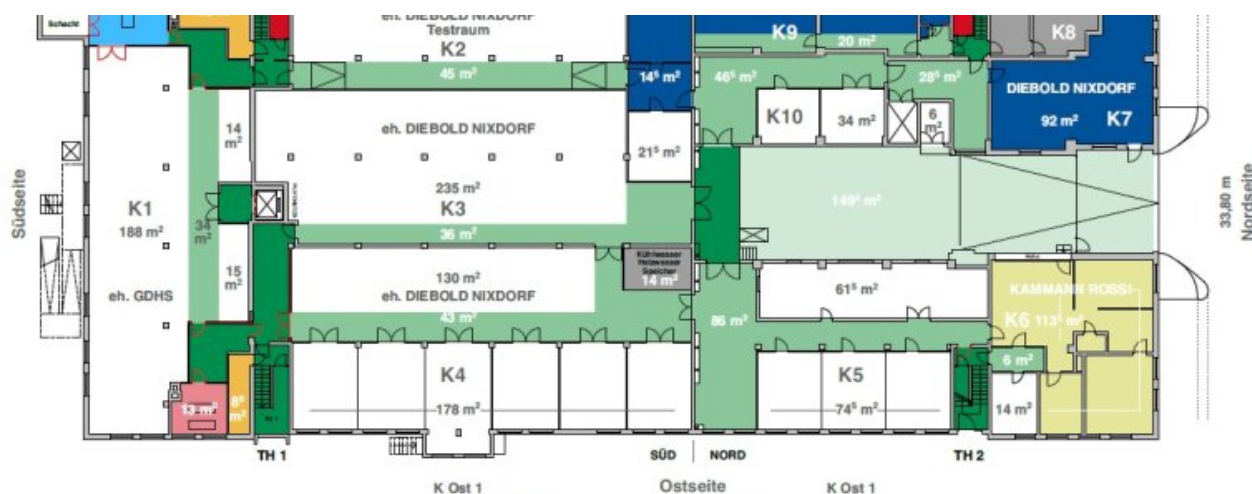 Schacht
eh. DIEBOLD NIXDORF
Testraum
K2
45 m²
14⁵ m²
K9
20 m²
K8
46⁵ m²
28⁵ m²
DIEBOLD NIXDORF
92 m²
K7
14
m²
eh. DIEBOLD NIXDORF
21⁵ m²
K10
34 m²
6
m²
Südseite
K1
188 m²
34
m²
235 m²
K3
36 m²
149⁵ m²
33,80 m
Nordseite
eh. GDHS
15
m²
130 m²
eh. DIEBOLD NIXDORF
43 m²
Kühlwasser
Heizwasser
Speicher
14 m²
61⁵ m²
86 m²
KAMMANN ROSSI
K6
113⁵ m²
6 m²
13 m²
8⁵
m²
TH 1
K4
178 m²
K5
74⁵ m²
14 m²
TH 1
SÜD
NORD
TH 2
K Ost 1
Ostseite
K Ost 1